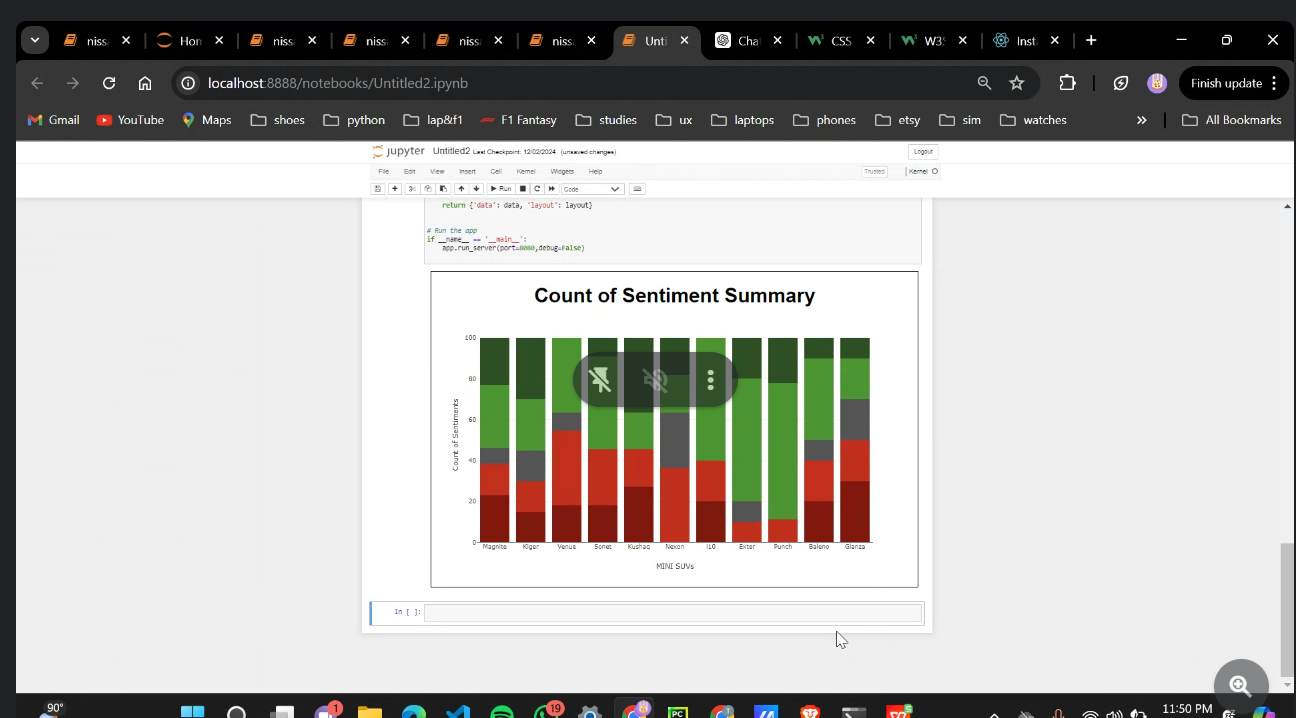 niss
Hom
niss
niss
niss
niss
Unti
Cha
CSS
W3S
Inst
localhost:8888/notebooks/Untitled2.ipynb
Finish update
Gmail
YouTube
Maps
shoes
python
lap&f1
F1 Fantasy
studies
ux
laptops
phones
etsy
sim
watches
»
All Bookmarks
jupyter Untitled2 Last Checkpoint: 12/02/2024 (unsaved changes)
Logout
File Edit View Insert Cell Kernel Widgets Help
Trusted
Kernel
Run
Code
return {'data': data, 'layout': layout}
# Run the app
if __name__ == '__main__':
app.run_server(port=8080,debug=False)
Count of Sentiment Summary
100
80
60
40
20
0
Count of Sentiments
Magnite Kiger Venue Sonet Kushaq Nexon i10 Exter Punch Baleno Glanza
MINI SUVs
In [ ]:
90°
1
19
PC
11:50 PM